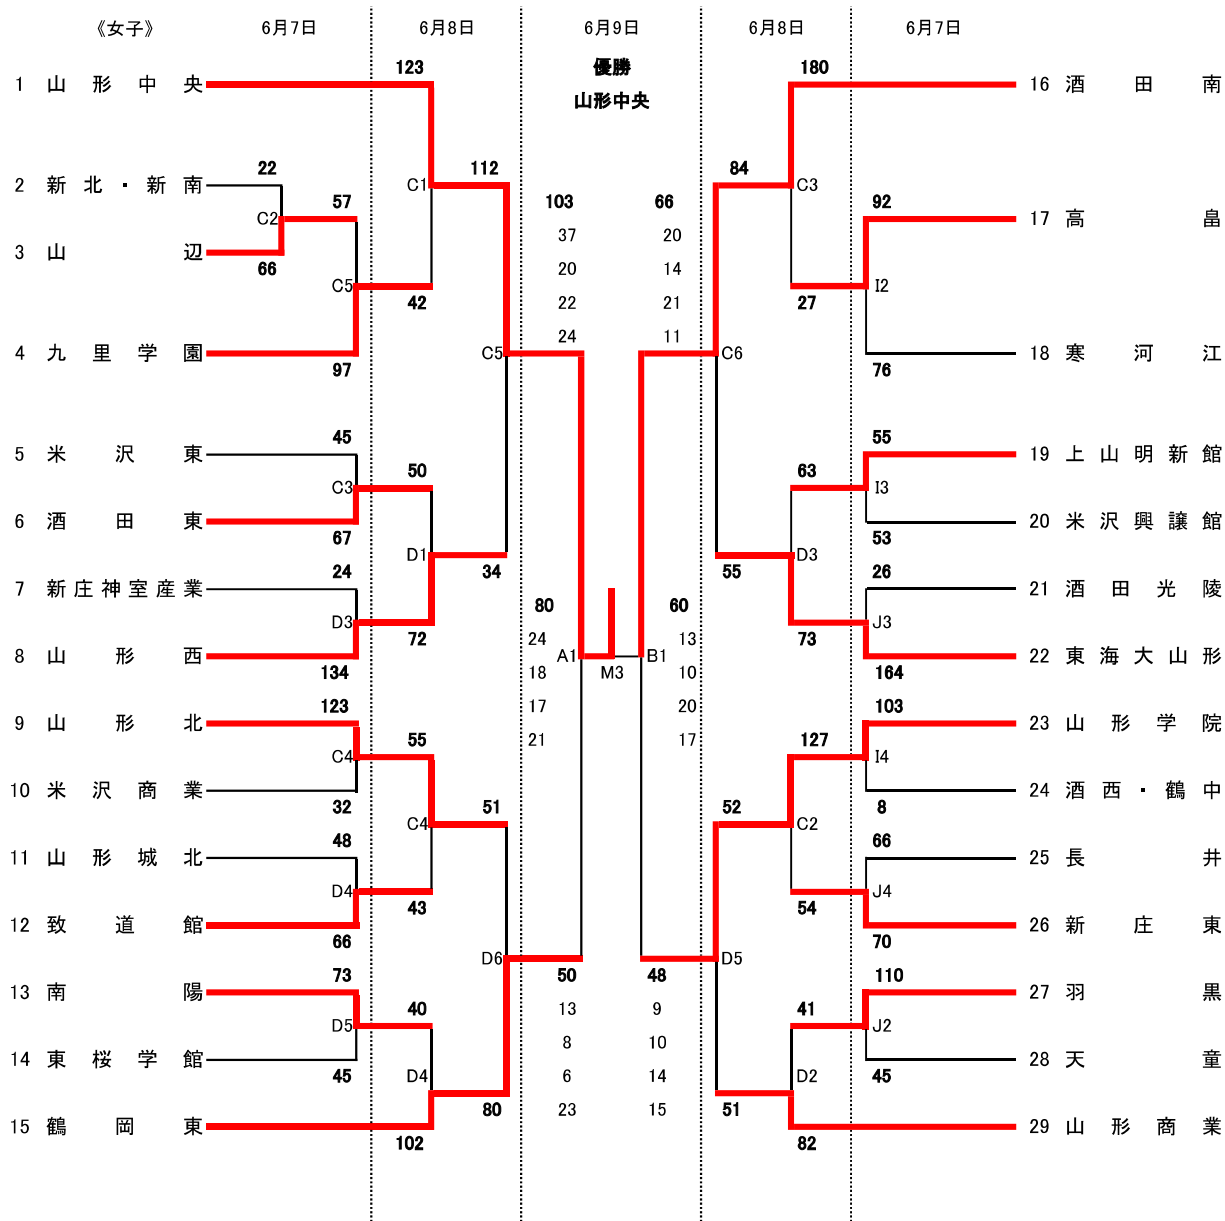 《女子》 6月7日 6月8日 6月9日 6月8日 6月7日
優勝
山形中央
123 180
1 山形中央 16 酒田南
22 112 84
2 新北・新南 C1 C3
57 103 66 92
C2 37 20 17 高畠
3 山辺
66 20 14
C5 42 22 21 27 I2
24 11
4 九里学園 C5 C6 18 寒河江
97 76
45 55
5 米沢東 50 63 19 上山明新館
C3 I3
6 酒田東 20 米沢興譲館
67 53
D1 34 55 D3
24 26
7 新庄神室産業 80 60 21 酒田光陵
D3 72 24 13 73 J3
8 山形西 A1 M3 B1 22 東海大山形
134 18 10 164
123 17 20 103
9 山形北 21 17 23 山形学院
C4 55 127 I4
10 米沢商業 24 酒西・鶴中
32 51 52 8
C4 C2
48 66
11 山形城北 25 長井
D4 43 54 J4
12 致道館 26 新庄東
66 70
D6 D5
73 50 48 110
13 南陽 27 羽黒
40 13 9 41
D5 J2
14 東桜学館 8 10 28 天童
45 D4 6 14 D2 45
80 23 15 51
15 鶴岡東 29 山形商業
102 82